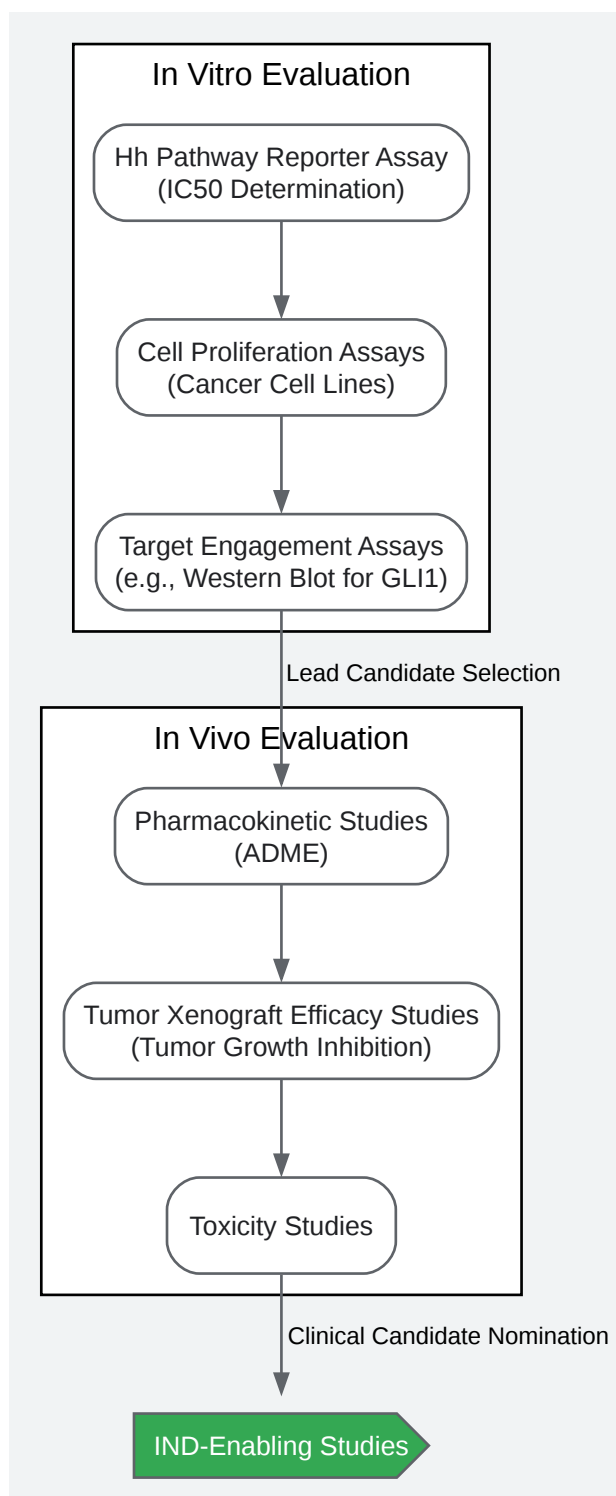 In Vitro Evaluation
Hh Pathway Reporter Assay
(IC50 Determination)
Cell Proliferation Assays
(Cancer Cell Lines)
Target Engagement Assays
(e.g., Western Blot for GLI1)
Lead Candidate Selection
In Vivo Evaluation
Pharmacokinetic Studies
(ADME)
Tumor Xenograft Efficacy Studies
(Tumor Growth Inhibition)
Toxicity Studies
Clinical Candidate Nomination
IND-Enabling Studies